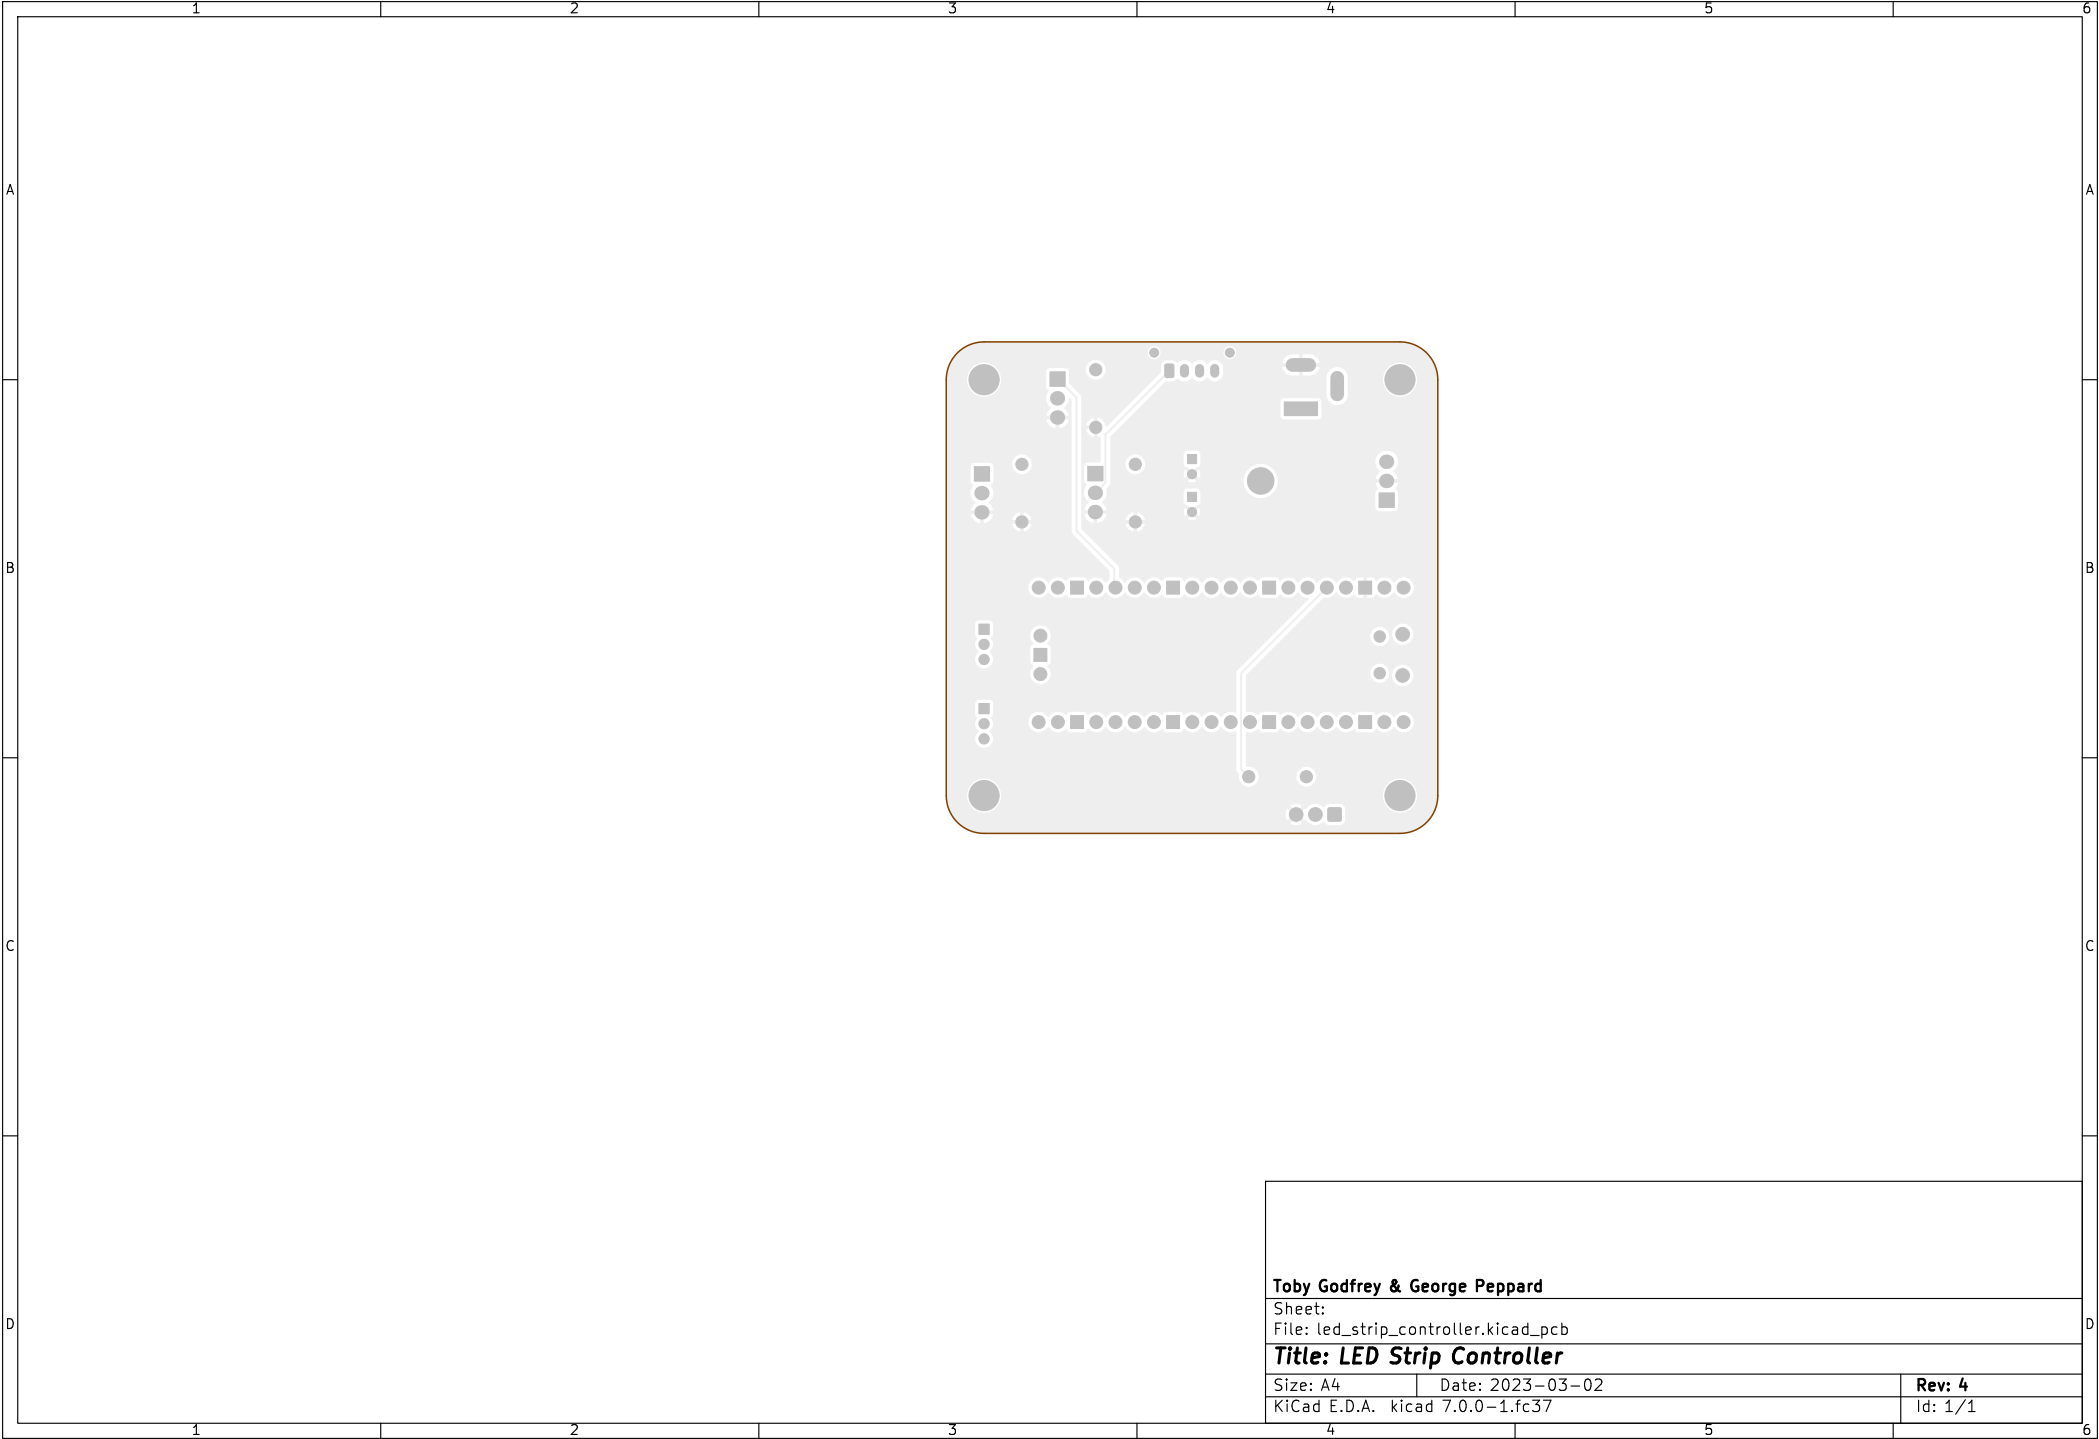 1 2 3 4 5 6
A A
B B
C C
Toby Godfrey & George Peppard
Sheet:
File: led_strip_controller.kicad_pcb
D D
Title: LED Strip Controller
Size: A4 Date: 2023-03-02 Rev: 4
KiCad E.D.A. kicad 7.0.0-1.fc37 Id: 1/1
1 2 3 4 5 6